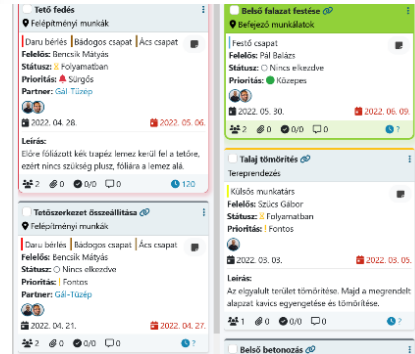 Tető fedés
Felépítményi munkák
Daru bérlés Bádogos csapat Ács csapat
Felelős: Bencsik Mátyás
Státusz: Folyamatban
Prioritás: Sürgős
Partner: Gál-Tüzép
2022. 04. 28. 2022. 05. 06.
Leírás:
Előre fóliázott kék trapéz lemez kerül fel a tetőre,
ezért nincs szükség plusz, fóliára a lemez alá.
2 0 0/0 0 120
Tetőszerkezet összeállítása
Felépítményi munkák
Daru bérlés Bádogos csapat Ács csapat
Felelős: Bencsik Mátyás
Státusz: Nincs elkezdve
Prioritás: ! Fontos
Partner: Gál-Tüzép
2022. 04. 21. 2022. 04. 27.
2 0 0/0 0 ?
Belső falazat festése
Befejező munkálatok
Festő csapat
Felelős: Pál Balázs
Státusz: Nincs elkezdve
Prioritás: Közepes
2022. 05. 30. 2022. 06. 09.
2 0 0/0 0 ?
Talaj tömörítés
Tereprendezés
Külsős munkatárs
Felelős: Szücs Gábor
Státusz: Folyamatban
Prioritás: ! Fontos
2022. 03. 03. 2022. 03. 05.
Leírás:
Az elgyalult terület tömörítése. Majd a megrendelt
alapzat kavics egyengetése és tömörítése.
1 0 0/0 0 ?
Belső betonozás